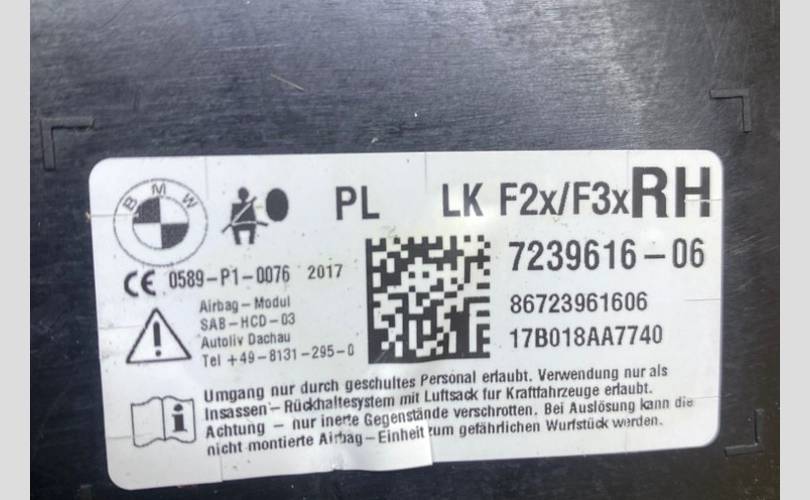 BMW
PL LK F2x/F3x RH
7239616-06
CE 0589-P1-0076 2017
86723961606
17B018AA7740
Airbag-Modul
SAB-HCD-03
Autoliv Dachau
Tel +49-8131-295-0
Umgang nur durch geschultes Personal erlaubt. Verwendung nur als
Insassen-Rückhaltesystem mit Luftsack für Kraftfahrzeuge erlaubt.
Achtung - nur inerte Gegenstände verschrotten. Bei Auslösung kann die
nicht montierte Airbag-Einheit zum gefährlichen Wurfstück werden.